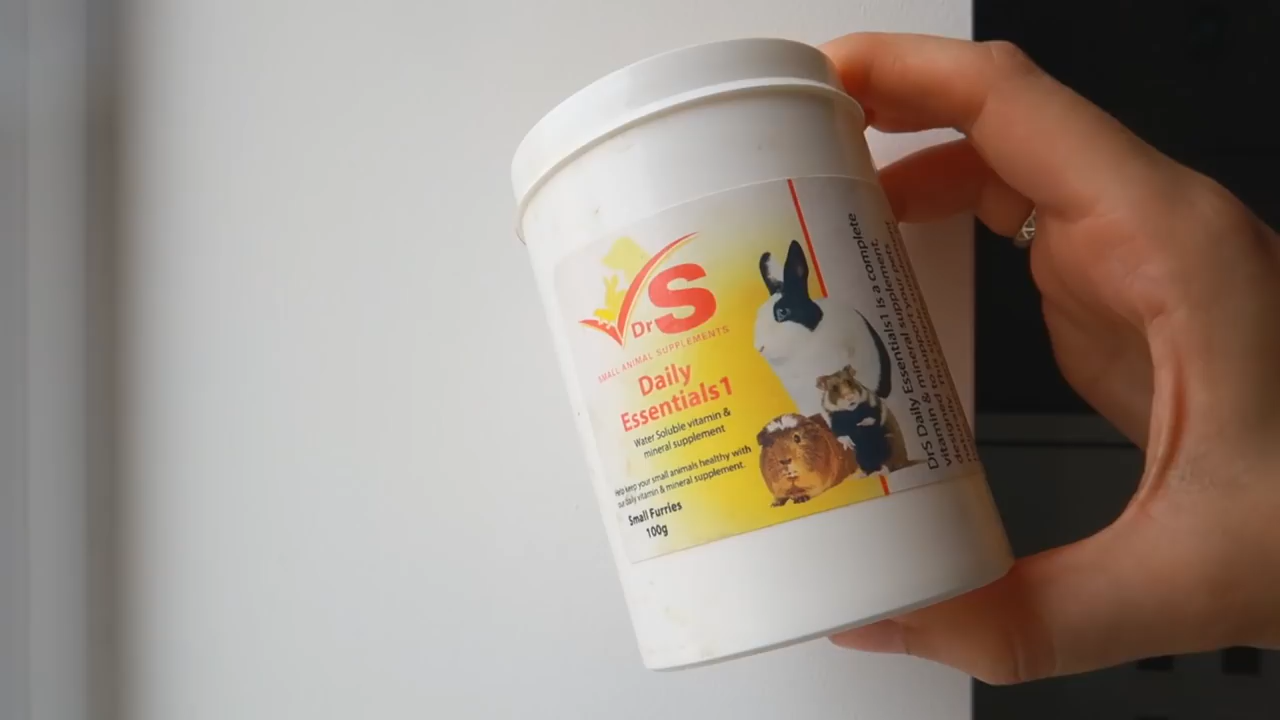 DrS
SMALL ANIMAL SUPPLEMENTS
Daily
Essentials1
Water Soluble vitamin &
mineral supplement
Help keep your small animals healthy with
our daily vitamin & mineral supplement.
Small Furries
100g
DrS Daily Essentials1 is a complete
vitamin & mineral supplement.